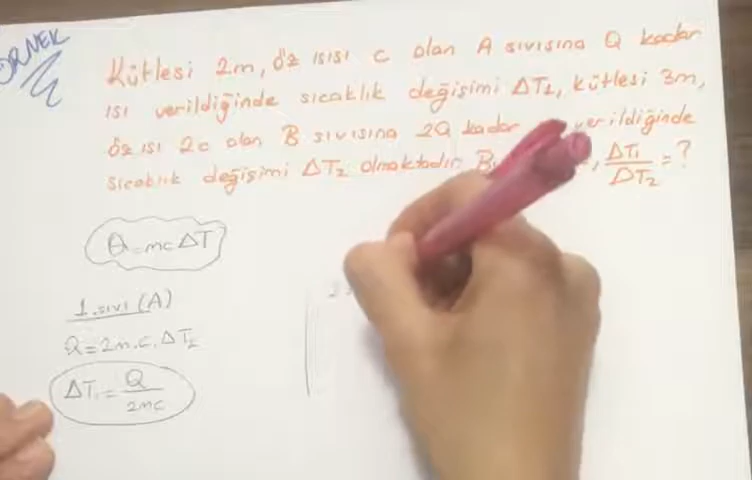 ÖRNEK
Kütlesi 2m, öz ısısı c olan A sıvısına Q kadar
ısı verildiğinde sıcaklık değişimi ΔT₁, kütlesi 3m,
öz ısı 2c olan B sıvısına 2Q kadar verildiğinde
sıcaklık değişimi ΔT₂ olmaktadır. , ΔT₁/ΔT₂ = ?
Q=mcΔT
1.sıvı (A)
Q=2m.c.ΔT₁
ΔT₁ = Q/2mc